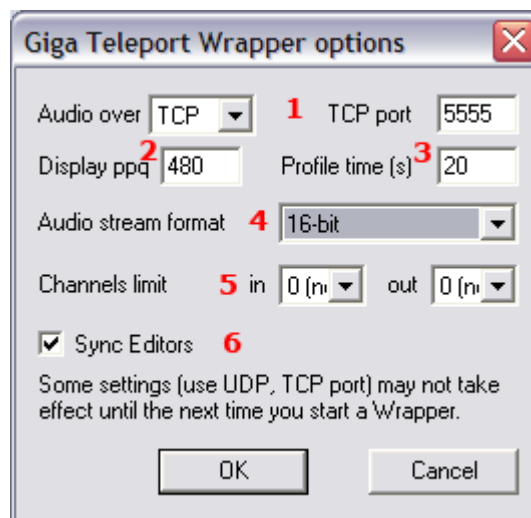 Giga Teleport Wrapper options
Audio over TCP 1 TCP port 5555
Display ppq 2 480 Profile time (s) 3 20
Audio stream format 4 16-bit
Channels limit 5 in 0 (n out 0 (n
Sync Editors 6
Some settings (use UDP, TCP port) may not take
effect until the next time you start a Wrapper.
OK Cancel